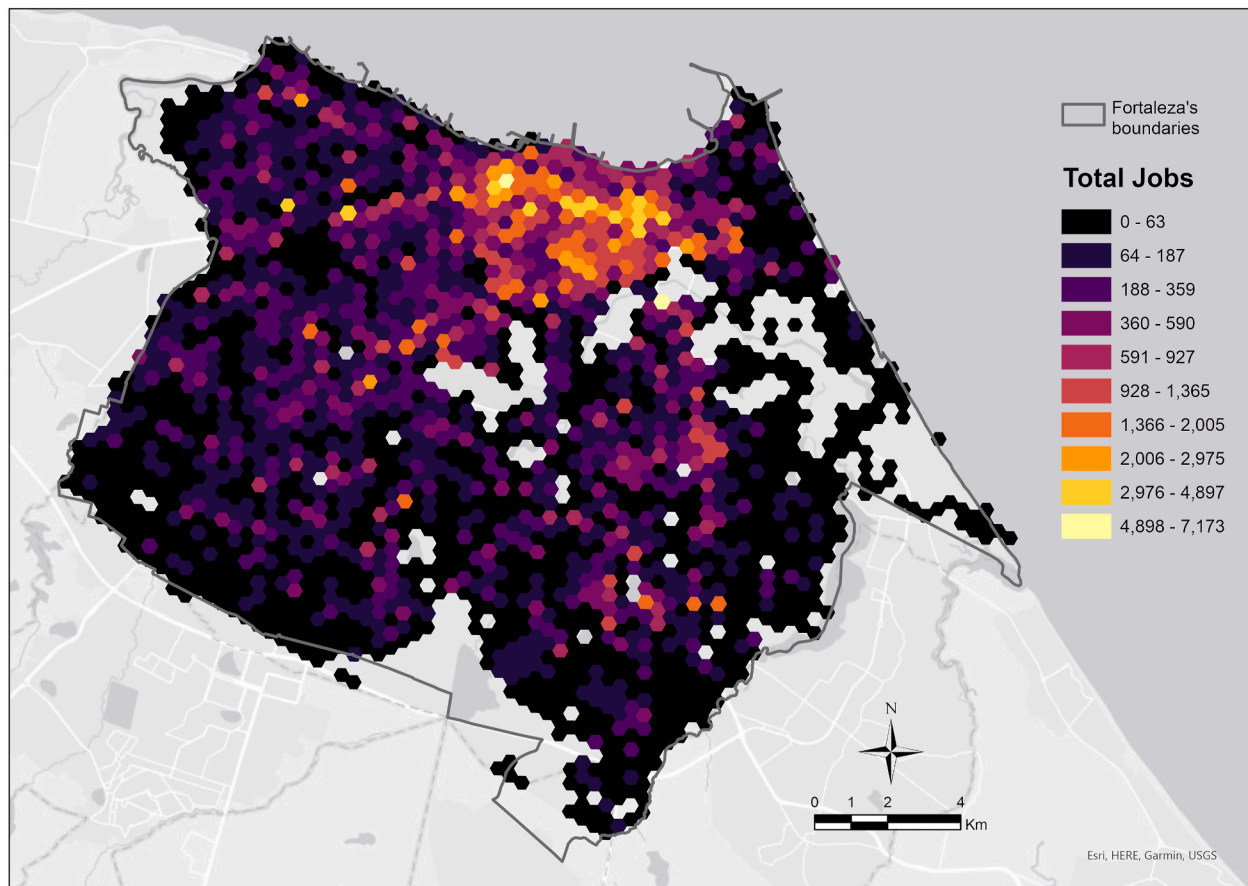 Fortaleza's
boundaries
Total Jobs
0 - 63
64 - 187
188 - 359
360 - 590
591 - 927
928 - 1,365
1,366 - 2,005
2,006 - 2,975
2,976 - 4,897
4,898 - 7,173
N
0 1 2 4
Km
Esri, HERE, Garmin, USGS